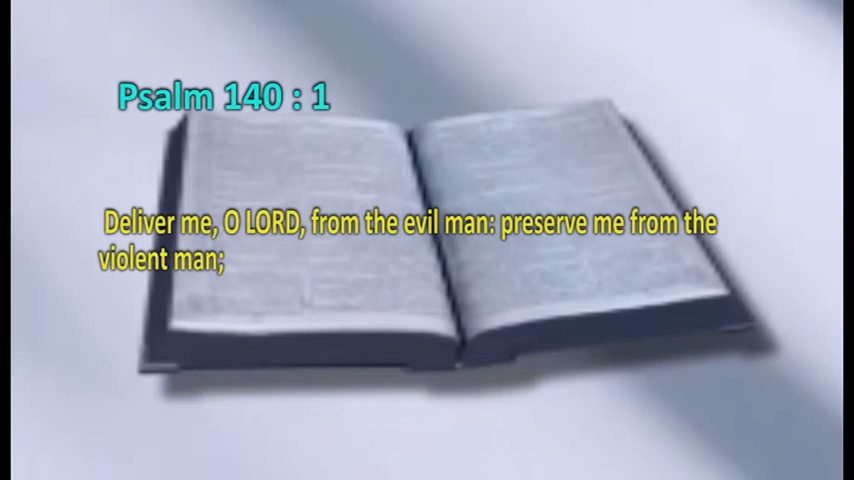 Psalm 140 : 1
Deliver me, O LORD, from the evil man: preserve me from the
violent man;